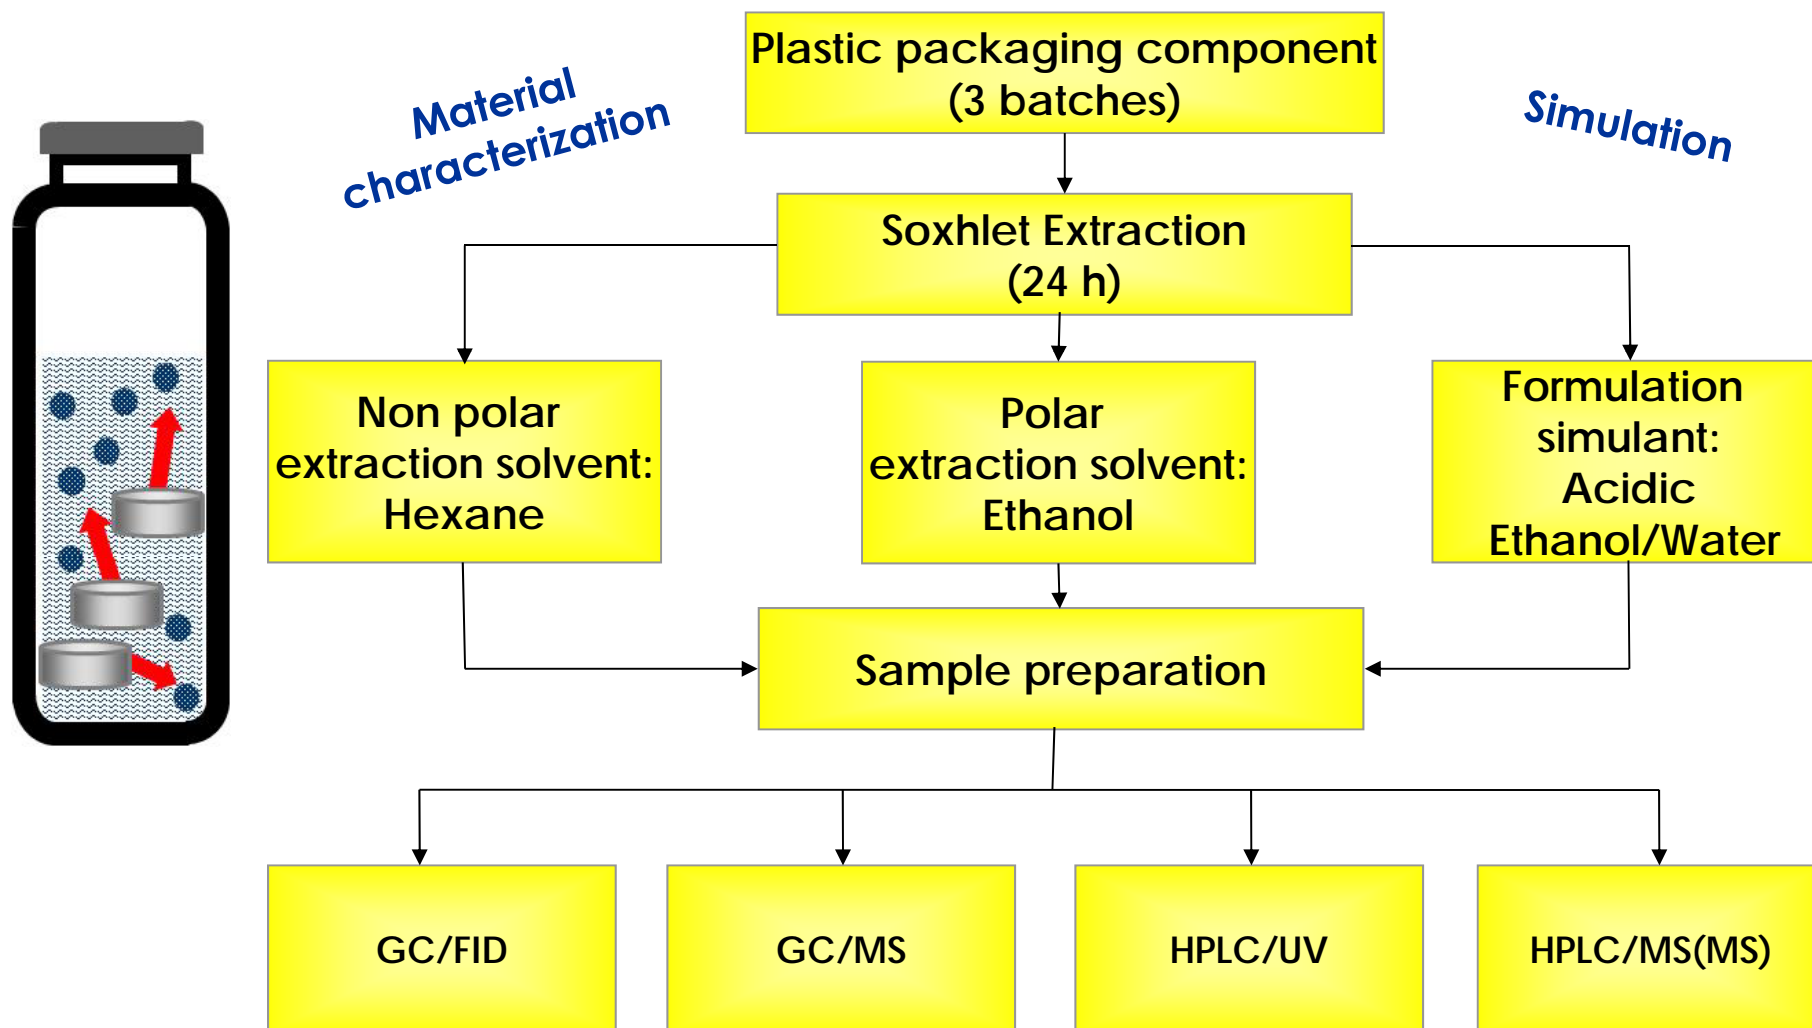 Plastic packaging component
(3 batches)
Material
characterization
Simulation
Soxhlet Extraction
(24 h)
Non polar
extraction solvent:
Hexane
Polar
extraction solvent:
Ethanol
Formulation
simulant:
Acidic
Ethanol/Water
Sample preparation
GC/FID
GC/MS
HPLC/UV
HPLC/MS(MS)